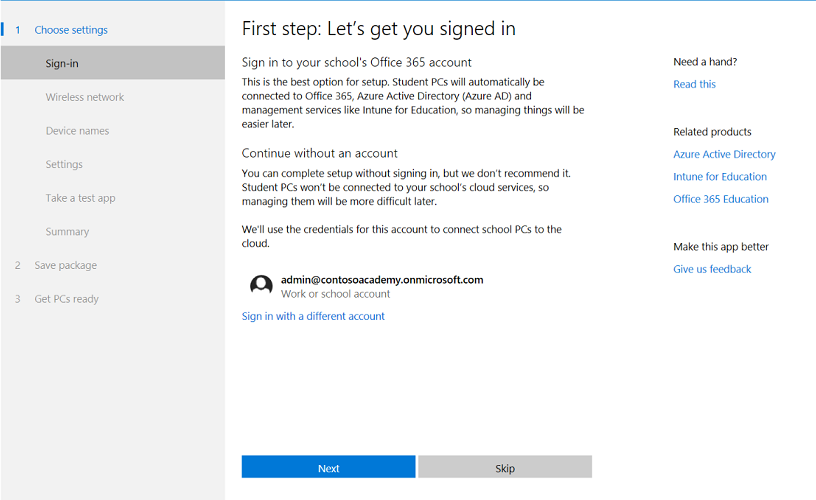 1 Choose settings
Sign-in
Wireless network
Device names
Settings
Take a test app
Summary
2 Save package
3 Get PCs ready
First step: Let's get you signed in
Sign in to your school's Office 365 account
This is the best option for setup. Student PCs will automatically be
connected to Office 365, Azure Active Directory (Azure AD) and
management services like Intune for Education, so managing things will be
easier later.
Continue without an account
You can complete setup without signing in, but we don't recommend it.
Student PCs won't be connected to your school's cloud services, so
managing them will be more difficult later.
We'll use the credentials for this account to connect school PCs to the
cloud.
admin@contosoacademy.onmicrosoft.com
Work or school account
Sign in with a different account
Next
Skip
Need a hand?
Read this
Related products
Azure Active Directory
Intune for Education
Office 365 Education
Make this app better
Give us feedback